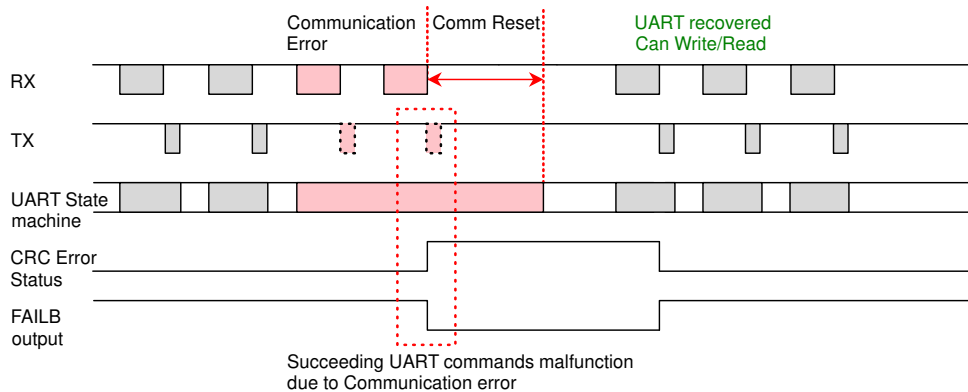 Communication
Error
Comm Reset
UART recovered
Can Write/Read
RX
TX
UART State
machine
CRC Error
Status
FAILB
output
Succeeding UART commands malfunction
due to Communication error